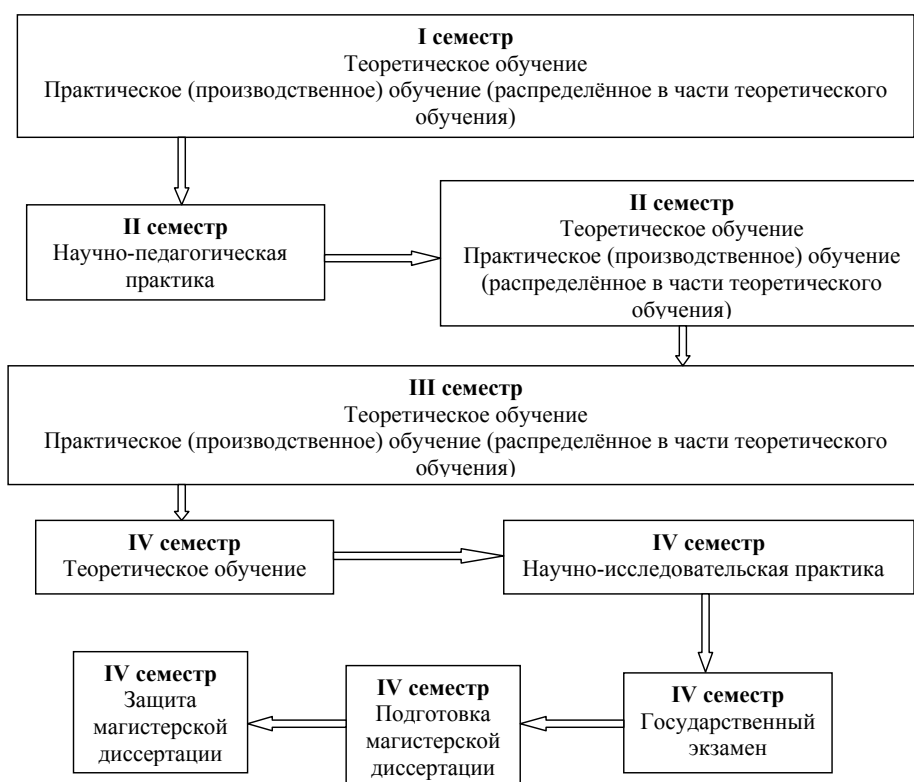 I семестр
Теоретическое обучение
Практическое (производственное) обучение (распределённое в части теоретического
обучения)
II семестр
Научно-педагогическая
практика
II семестр
Теоретическое обучение
Практическое (производственное) обучение
(распределённое в части теоретического
обучения)
III семестр
Теоретическое обучение
Практическое (производственное) обучение (распределённое в части теоретического
обучения)
IV семестр
Теоретическое обучение
IV семестр
Научно-исследовательская практика
IV семестр
Государственный
экзамен
IV семестр
Подготовка
магистерской
диссертации
IV семестр
Защита
магистерской
диссертации